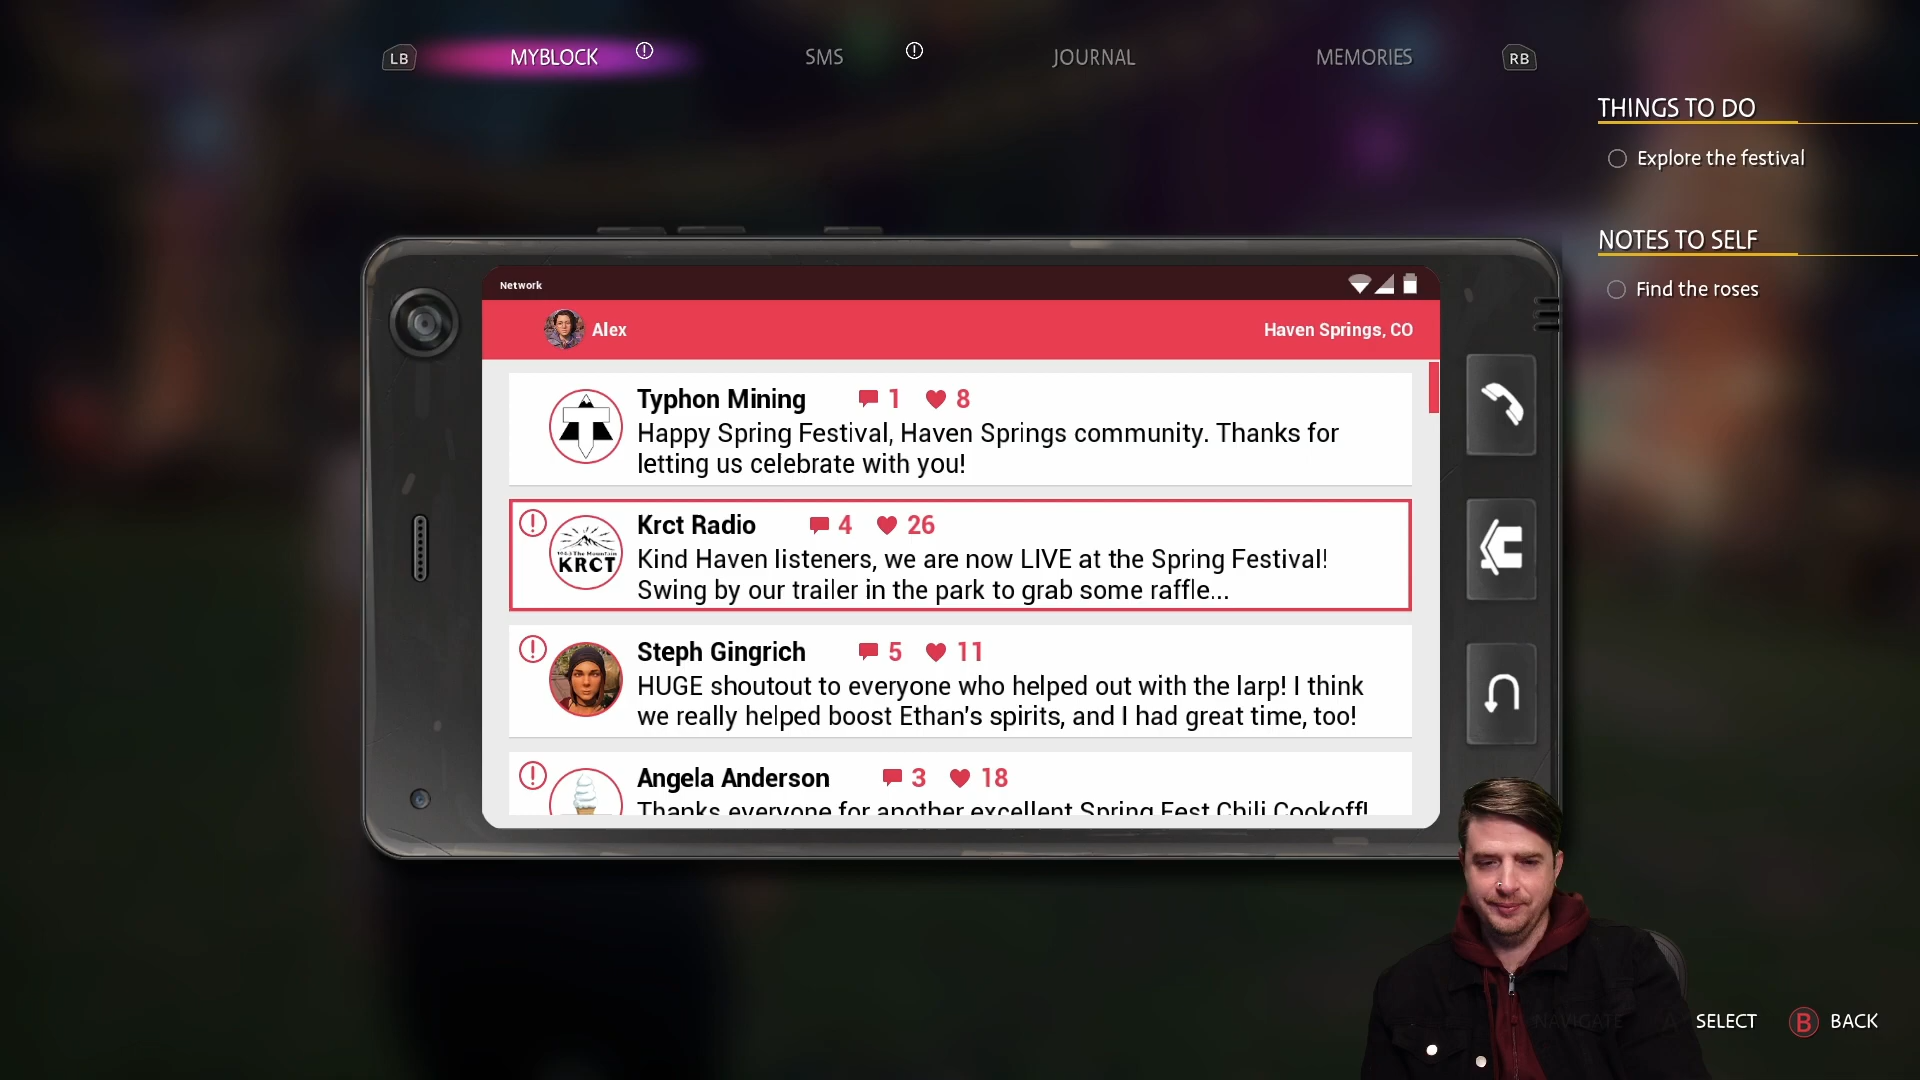 LB
MYBLOCK
SMS
JOURNAL
MEMORIES
RB
THINGS TO DO
Explore the festival
NOTES TO SELF
Find the roses
Network
Alex
Haven Springs, CO
Typhon Mining 1 8
Happy Spring Festival, Haven Springs community. Thanks for
letting us celebrate with you!
Krct Radio 4 26
KRCT
Kind Haven listeners, we are now LIVE at the Spring Festival!
Swing by our trailer in the park to grab some raffle...
Steph Gingrich 5 11
HUGE shoutout to everyone who helped out with the larp! I think
we really helped boost Ethan's spirits, and I had great time, too!
Angela Anderson 3 18
Thanks everyone for another excellent Spring Fest Chili Cookoff!
NAVIGATE
SELECT
B BACK